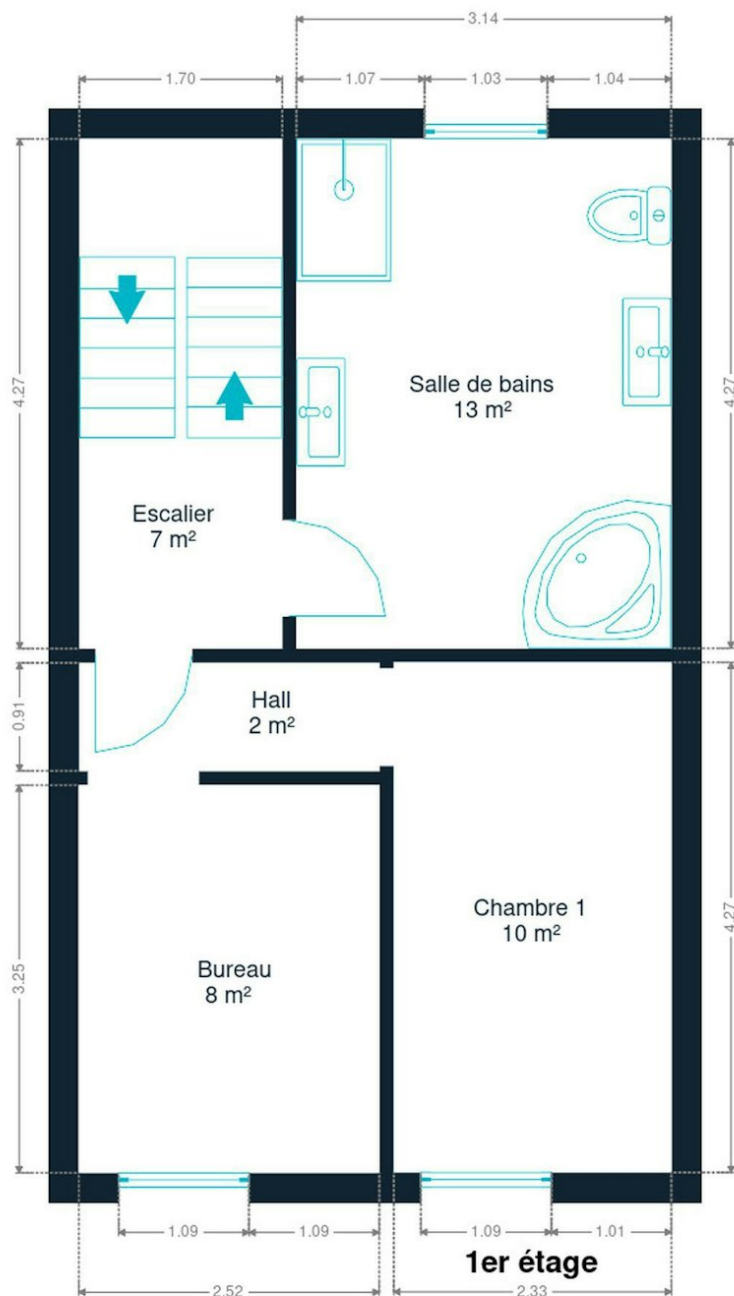 3.14
1.70
1.07
1.03
1.04
4.27
4.27
Salle de bains
13 m²
Escalier
7 m²
Hall
2 m²
0.91
Chambre 1
10 m²
4.27
Bureau
8 m²
3.25
1.09
1.09
1.09
1.01
1er étage
2.52
2.33